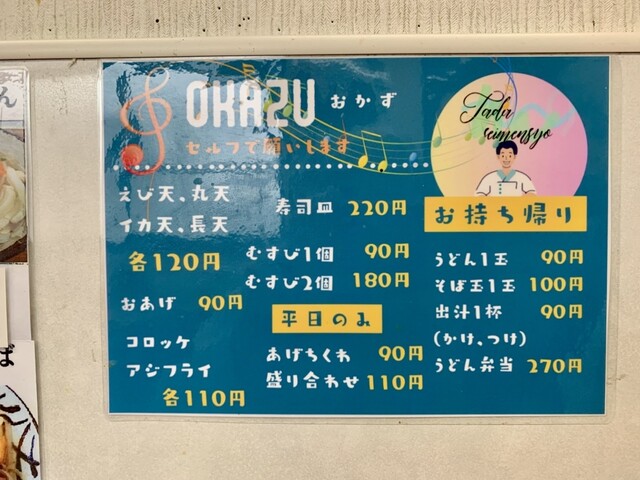 OKAZU おかず
セルフで願いします
Tada
seimensyo
えび天、丸天
イカ天、長天
各120円
おあげ 90円
コロッケ
アジフライ
各110円
寿司皿 220円
むすび1個 90円
むすび2個 180円
平日のみ
あげちくわ 90円
盛り合わせ 110円
お持ち帰り
うどん1玉 90円
そば玉1玉 100円
出汁1杯 90円
(かけ、つけ)
うどん弁当 270円
ん
ば